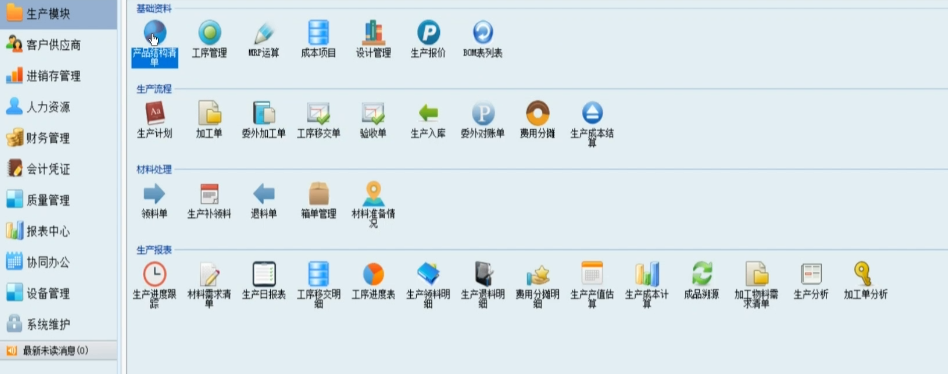 生产模块
客户供应商
进销存管理
人力资源
财务管理
会计凭证
质量管理
报表中心
协同办公
设备管理
系统维护
最新未读消息(0)
基础资料
产品结构清单
工序管理
MRP运算
成本项目
设计管理
生产报价
BOM表列表
生产流程
生产计划
加工单
委外加工单
工序移交单
验收单
生产入库
委外对账单
费用分摊
生产成本结算
材料处理
领料单
生产补领料
退料单
箱单管理
材料准备情况
生产报表
生产进度跟踪
材料需求清单
生产日报表
工序移交明细
工序进度表
生产领料明细
生产退料明细
费用分摊明细
生产产值估算
生产成本计算
成品溯源
加工物料需求清单
生产分析
加工单分析